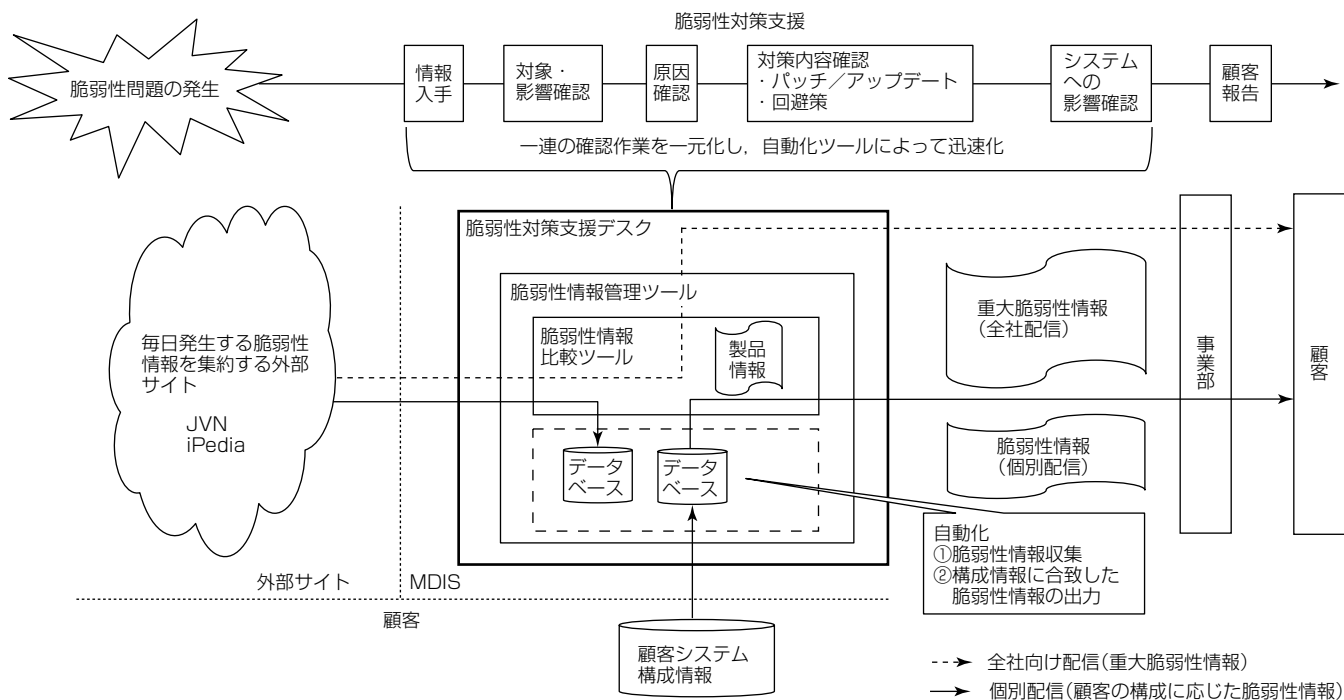 脆弱性対策支援
脆弱性問題の発生
情報
入手
対象・
影響確認
原因
確認
対策内容確認
・パッチ／アップデート
・回避策
システム
への
影響確認
顧客
報告
一連の確認作業を一元化し，自動化ツールによって迅速化
脆弱性対策支援デスク
脆弱性情報管理ツール
脆弱性情報
比較ツール
製品
情報
毎日発生する脆弱性
情報を集約する外部
サイト
JVN
iPedia
データ
ベース
データ
ベース
重大脆弱性情報
（全社配信）
脆弱性情報
（個別配信）
事業部
顧客
自動化
①脆弱性情報収集
②構成情報に合致した
脆弱性情報の出力
外部サイト
MDIS
顧客
顧客システム
構成情報
全社向け配信（重大脆弱性情報）
個別配信（顧客の構成に応じた脆弱性情報）